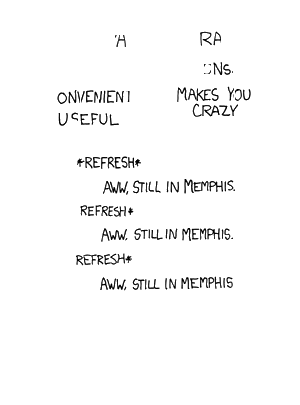 RA
ONVENIENT MAKES YOU
USEFUL CRAZY
*REFRESH*
AWW, STILL IN MEMPHIS.
REFRESH*
AWW, STILL IN MEMPHIS.
REFRESH*
AWW, STILL IN MEMPHIS